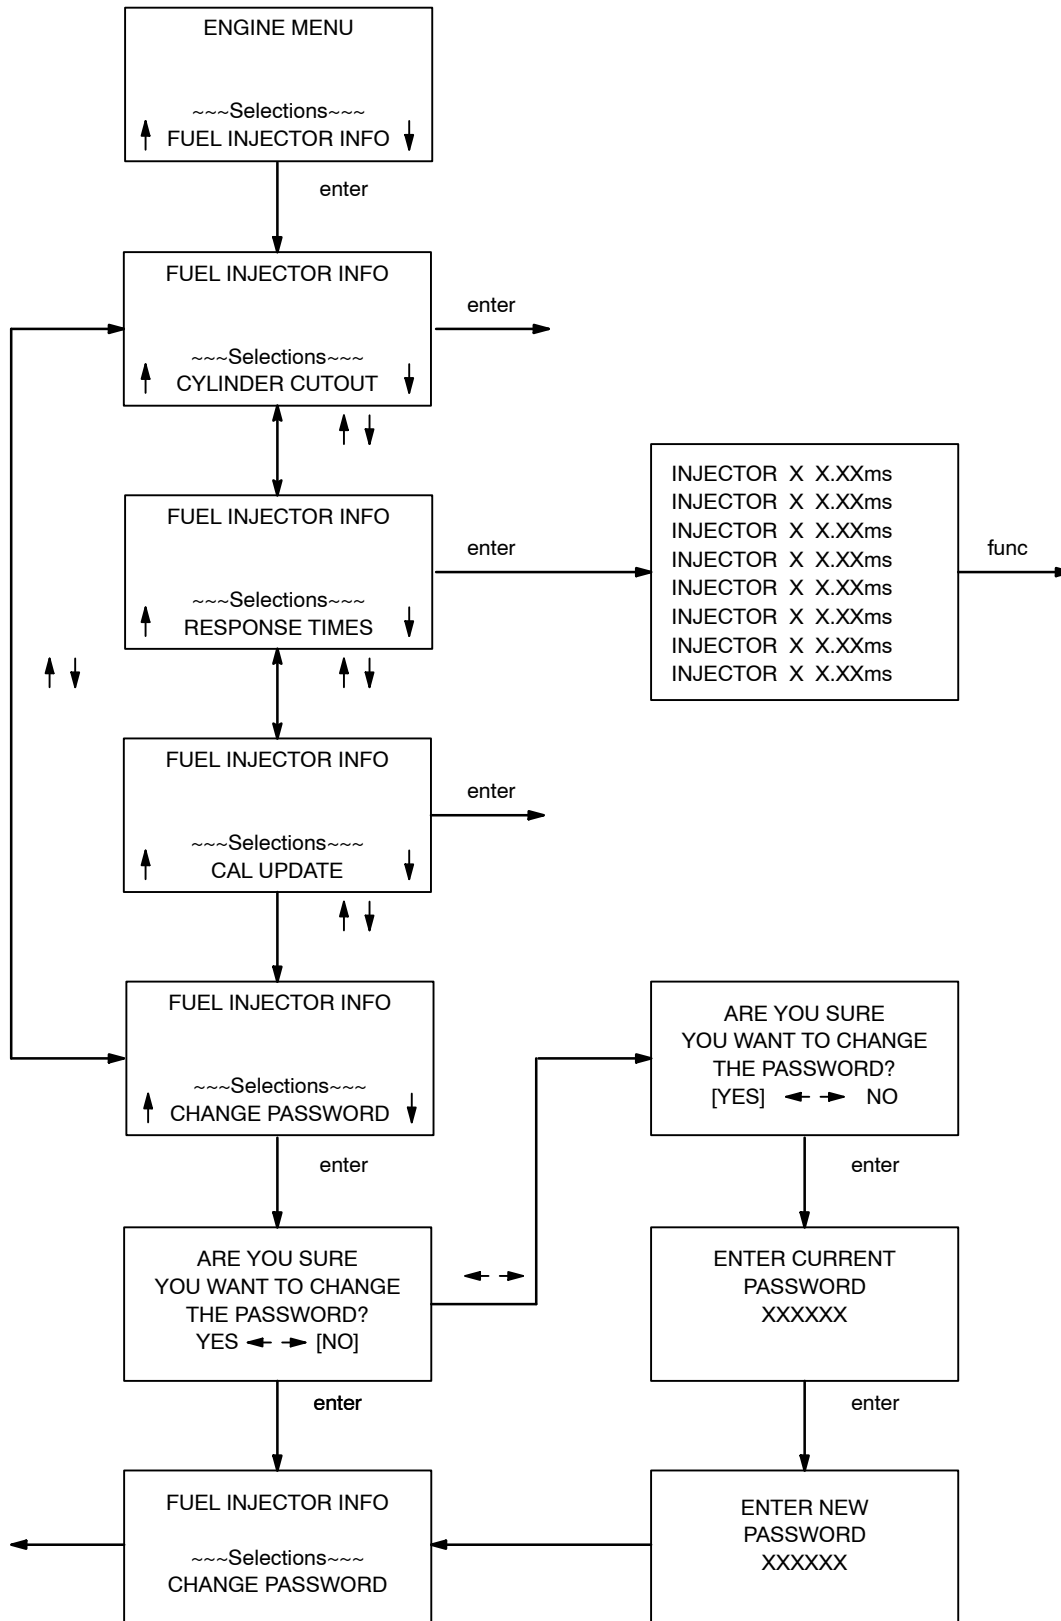 ENGINE MENU
~~~Selections~~~
FUEL INJECTOR INFO
enter
FUEL INJECTOR INFO
~~~Selections~~~
CYLINDER CUTOUT
enter
FUEL INJECTOR INFO
~~~Selections~~~
RESPONSE TIMES
enter
INJECTOR X X.XXms
INJECTOR X X.XXms
INJECTOR X X.XXms
INJECTOR X X.XXms
INJECTOR X X.XXms
INJECTOR X X.XXms
INJECTOR X X.XXms
INJECTOR X X.XXms
func
FUEL INJECTOR INFO
~~~Selections~~~
CAL UPDATE
enter
FUEL INJECTOR INFO
~~~Selections~~~
CHANGE PASSWORD
enter
ARE YOU SURE
YOU WANT TO CHANGE
THE PASSWORD?
YES [NO]
enter
ARE YOU SURE
YOU WANT TO CHANGE
THE PASSWORD?
[YES] NO
enter
ENTER CURRENT
PASSWORD
XXXXXX
enter
ENTER NEW
PASSWORD
XXXXXX
FUEL INJECTOR INFO
~~~Selections~~~
CHANGE PASSWORD